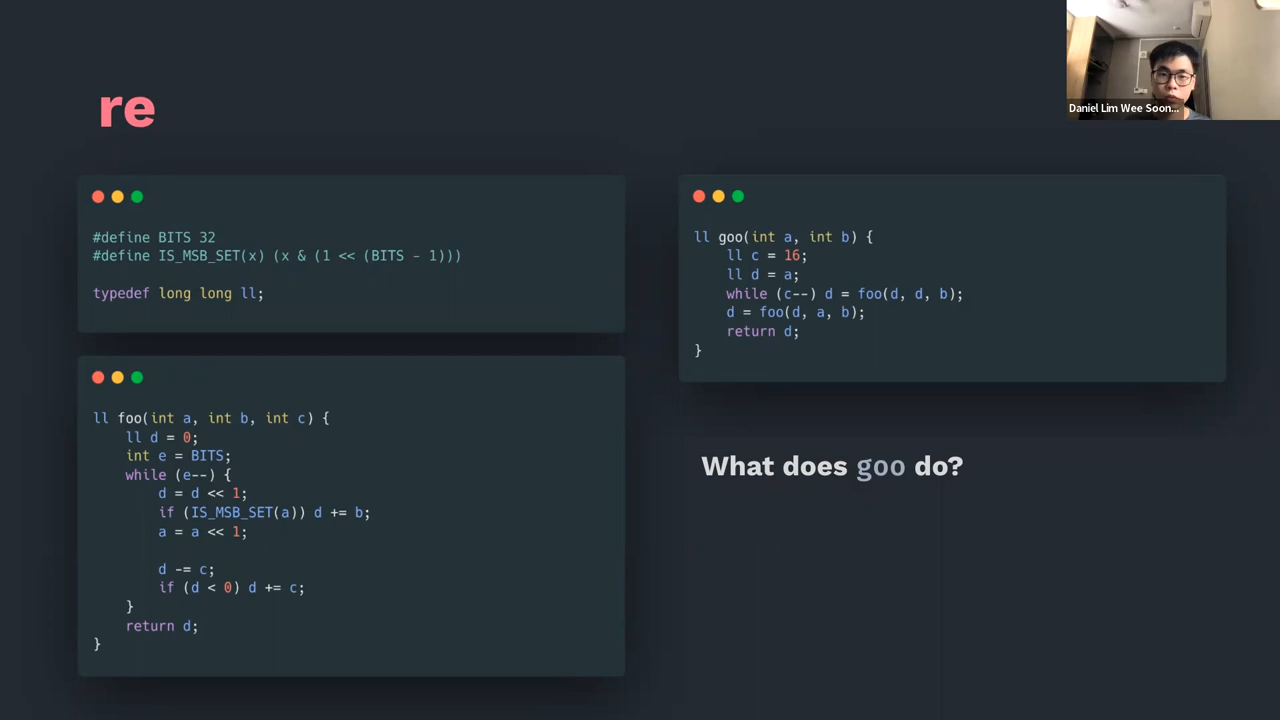 re
Daniel Lim Wee Soon...
#define BITS 32
#define IS_MSB_SET(x) (x & (1 << (BITS - 1)))
typedef long long ll;
ll foo(int a, int b, int c) {
    ll d = 0;
    int e = BITS;
    while (e--) {
        d = d << 1;
        if (IS_MSB_SET(a)) d += b;
        a = a << 1;
        d -= c;
        if (d < 0) d += c;
    }
    return d;
}
ll goo(int a, int b) {
    ll c = 16;
    ll d = a;
    while (c--) d = foo(d, d, b);
    d = foo(d, a, b);
    return d;
}
What does goo do?